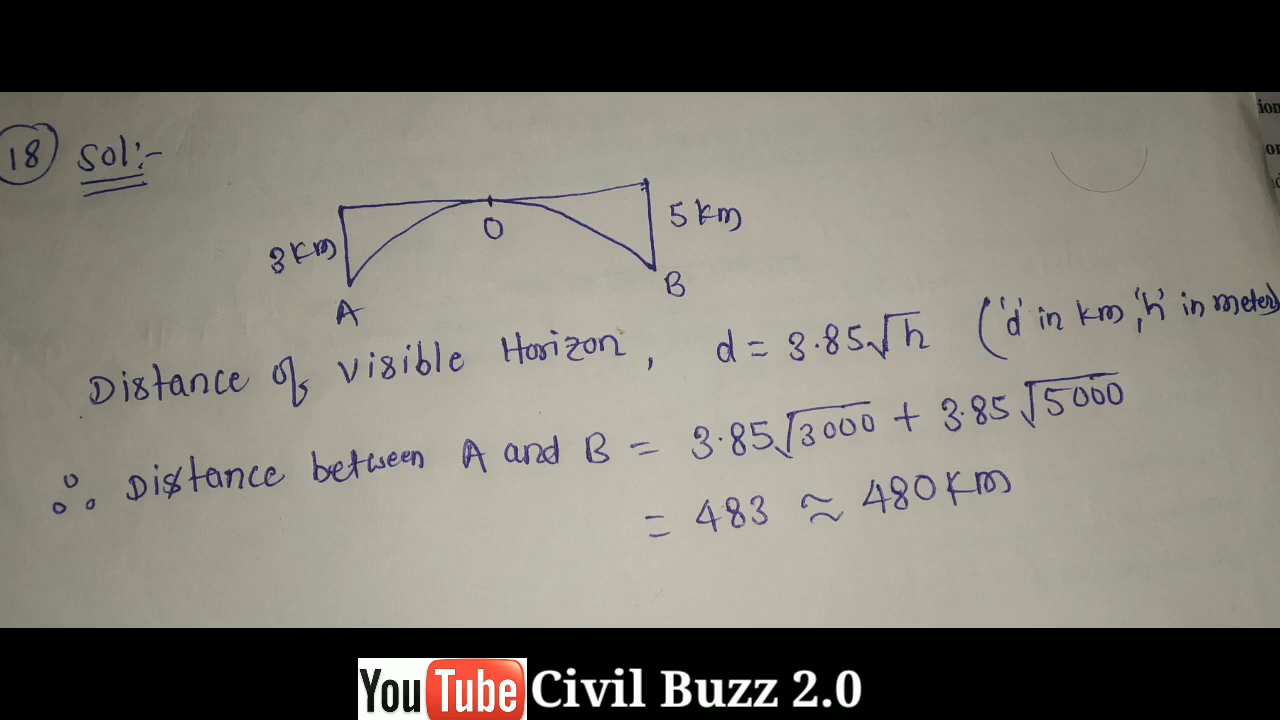 18 Sol:-
3 km
O
5 km
A
B
Distance of visible Horizon, d = 3.85√h ('d' in km, 'h' in meters)
∴ Distance between A and B = 3.85√3000 + 3.85√5000
= 483 ≈ 480 km
YouTube Civil Buzz 2.0